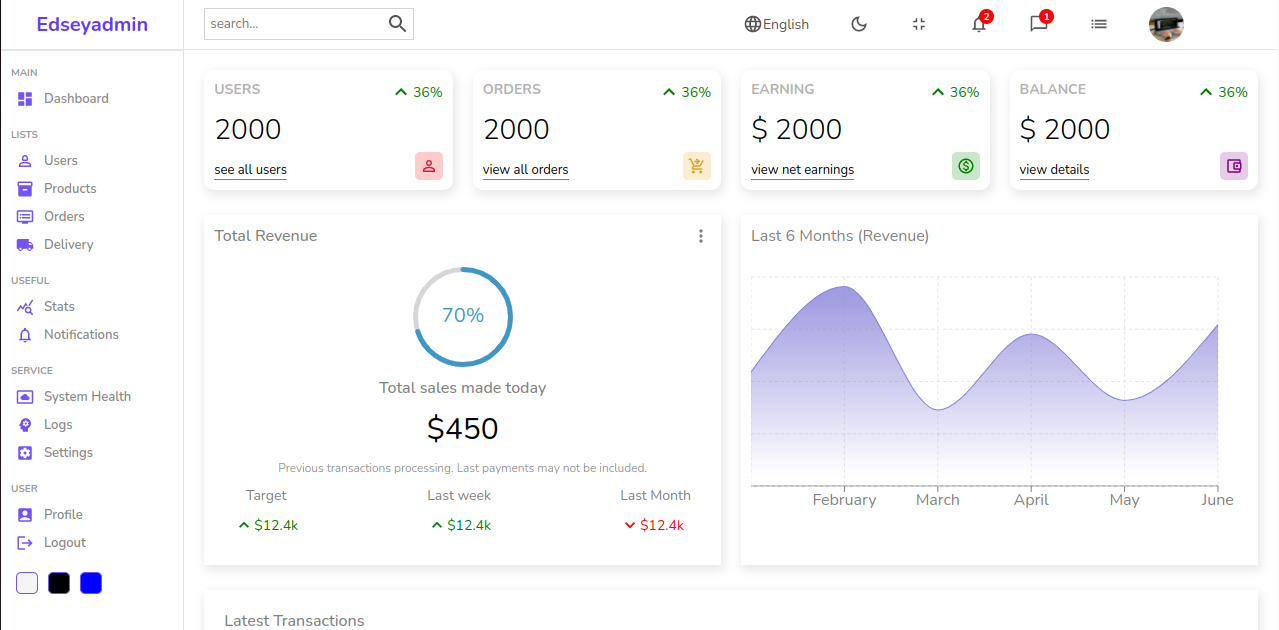 Edseyadmin
search...
English
2
1
MAIN
Dashboard
LISTS
Users
Products
Orders
Delivery
USEFUL
Stats
Notifications
SERVICE
System Health
Logs
Settings
USER
Profile
Logout
USERS
36%
2000
see all users
ORDERS
36%
2000
view all orders
EARNING
36%
$ 2000
view net earnings
BALANCE
36%
$ 2000
view details
Total Revenue
70%
Total sales made today
$450
Previous transactions processing. Last payments may not be included.
Target
$12.4k
Last week
$12.4k
Last Month
$12.4k
Last 6 Months (Revenue)
February March April May June
Latest Transactions